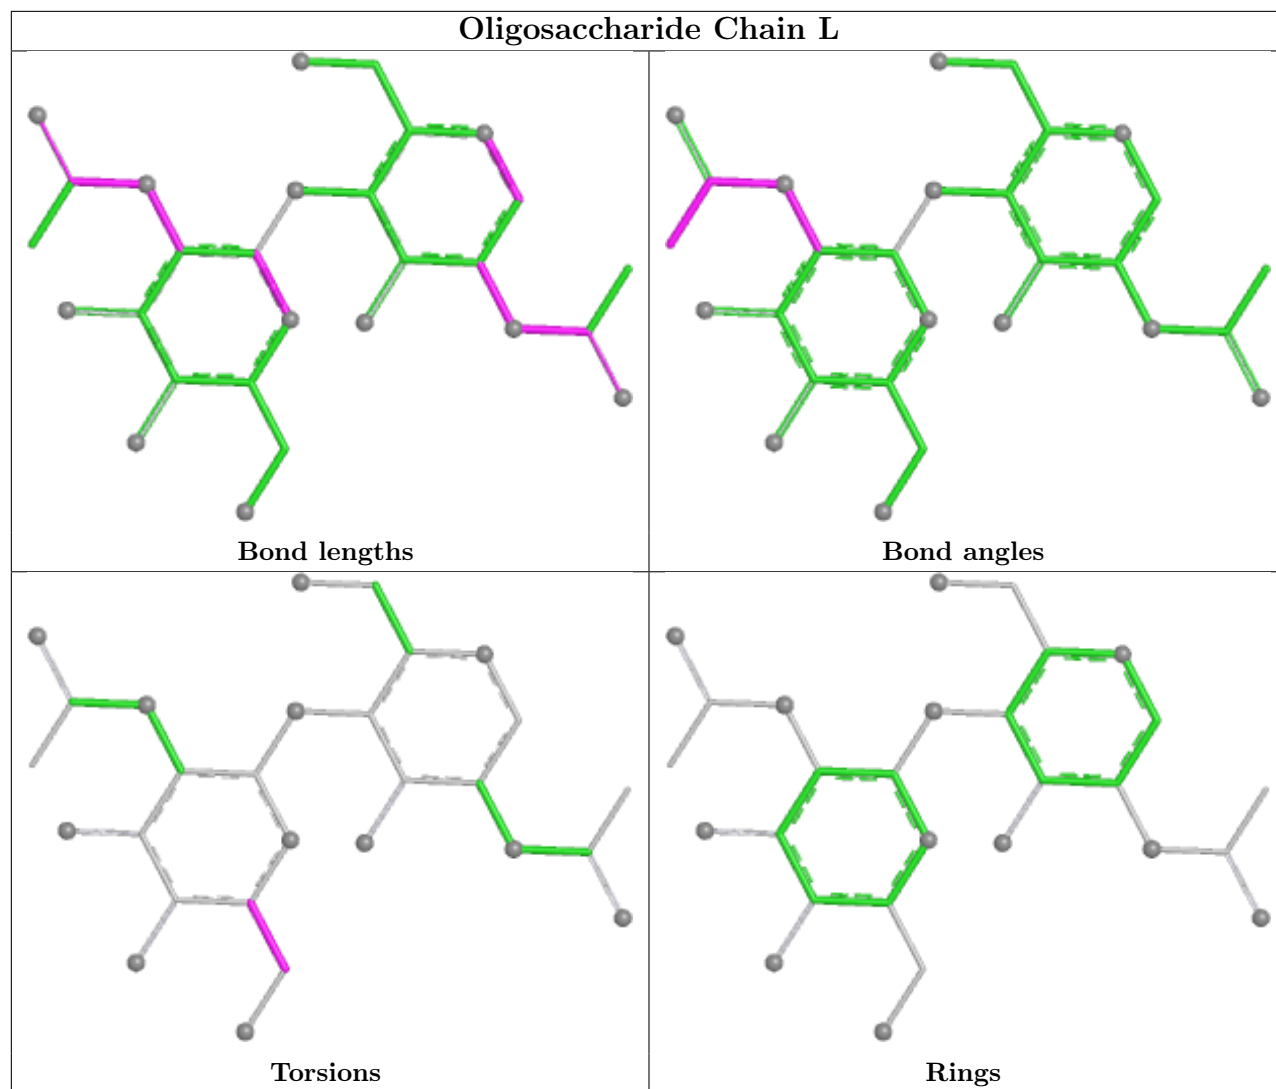 Oligosaccharide Chain L
Bond lengths
Bond angles
Torsions
Rings